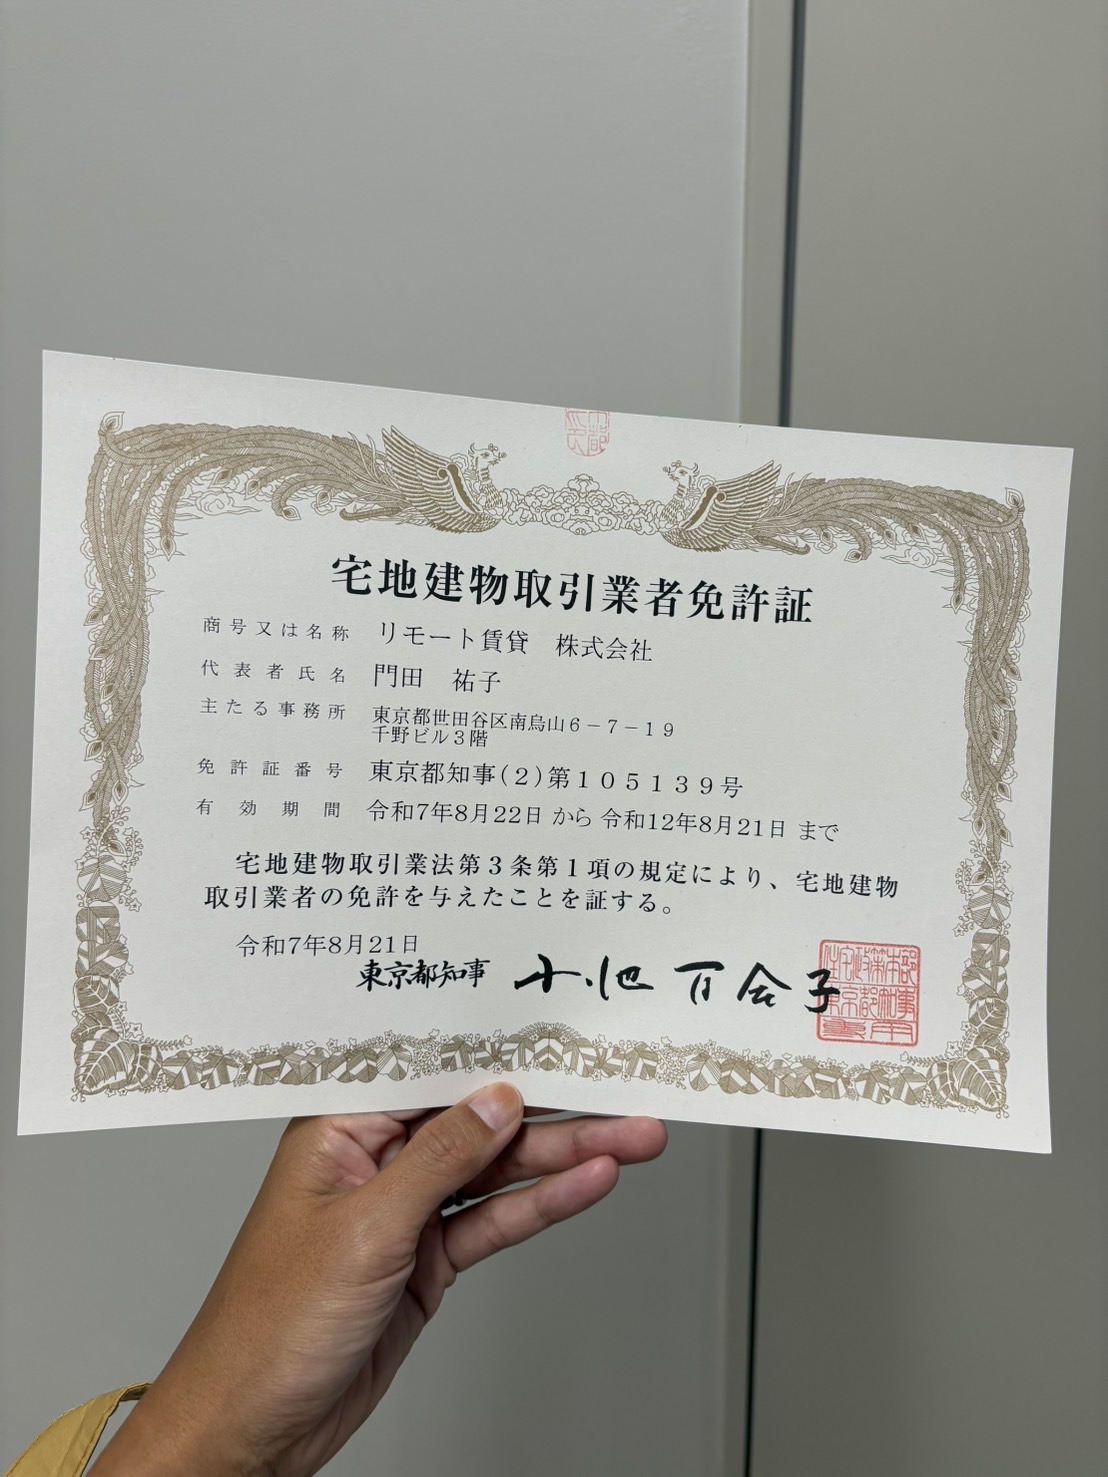 宅地建物取引業者免許証
商号又は名称 リモート賃貸 株式会社
代表者氏名 門田 祐子
主たる事務所 東京都世田谷区南烏山6-7-19
千野ビル3階
免許証番号 東京都知事(2)第105139号
有効期間 令和7年8月22日 から 令和12年8月21日 まで
宅地建物取引業法第3条第1項の規定により、宅地建物
取引業者の免許を与えたことを証する。
令和7年8月21日
東京都知事 小池百合子